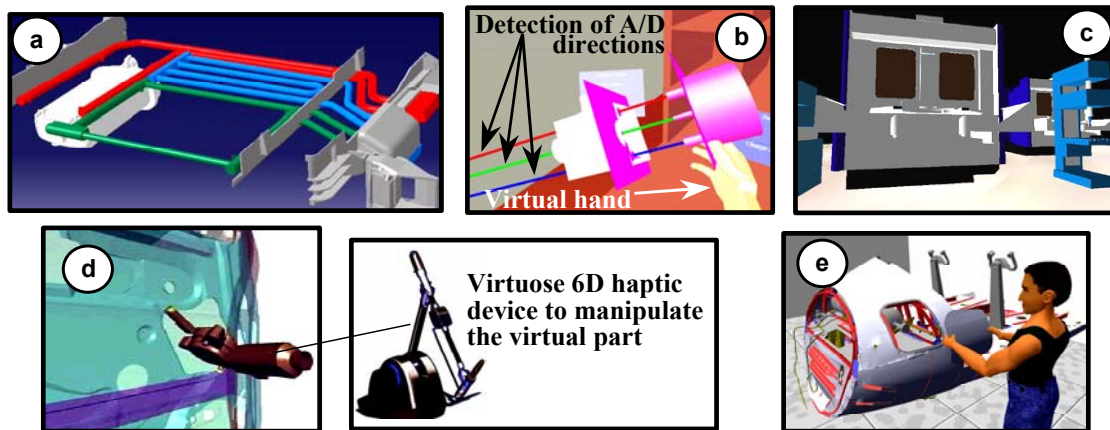 a
Detection of A/D
directions
b
Virtual hand
c
d
Virtuose 6D haptic
device to manipulate
the virtual part
e